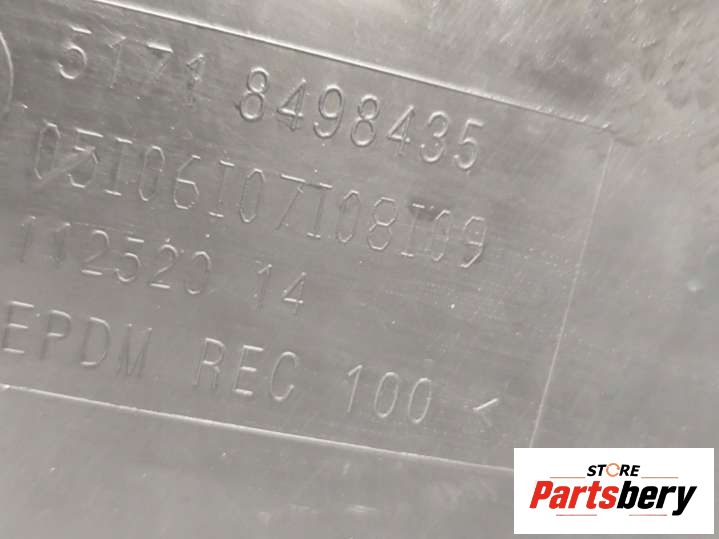 5171 8498435
05I06I07I08I09
112520 14
EPDM REC 100 <
STORE
Partsbery